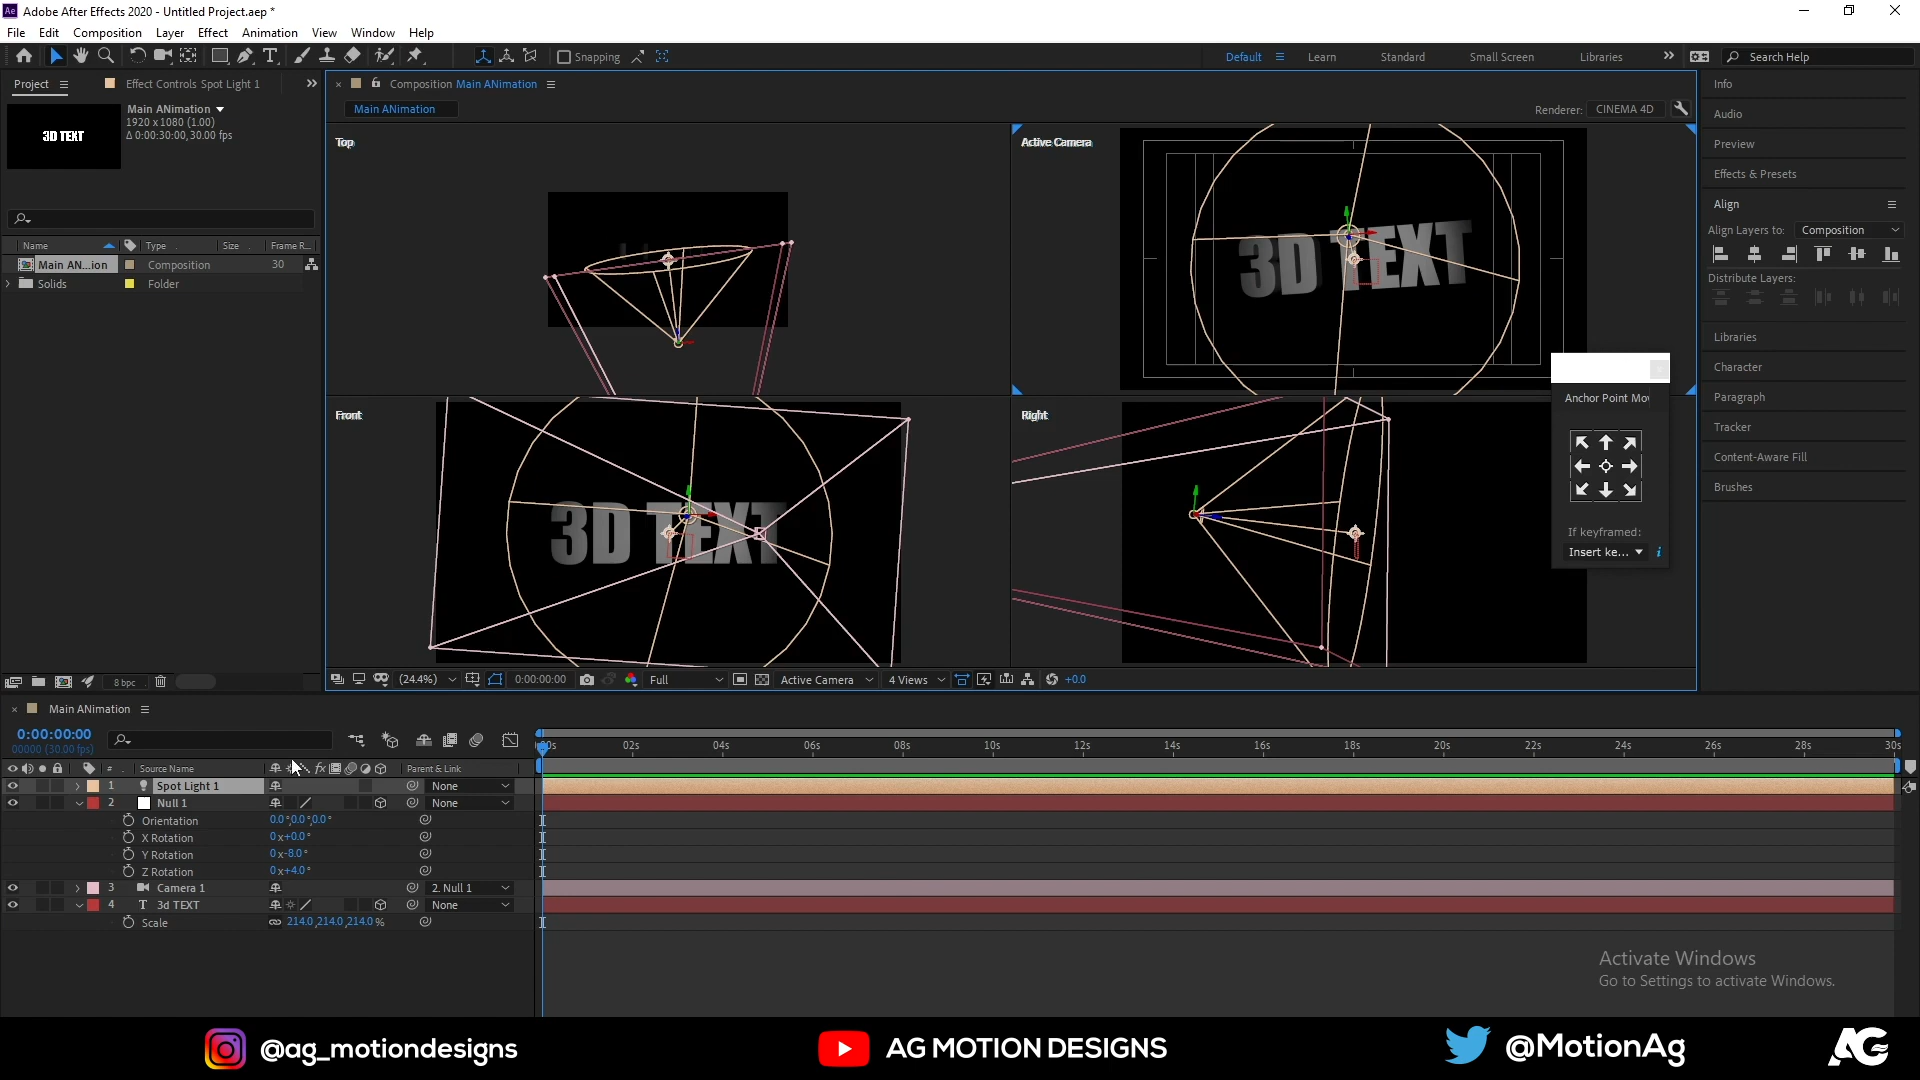 Ae Adobe After Effects 2020 - Untitled Project.aep *
File Edit Composition Layer Effect Animation View Window Help
Snapping
Default Learn Standard Small Screen Libraries Search Help
Project Effect Controls Spot Light 1
Composition Main ANimation
Main ANimation
Renderer: CINEMA 4D
Main ANimation
1920 x 1080 (1.00)
Δ 0:00:30:00, 30.00 fps
3D TEXT
Name Type Size Frame R...
Main AN...ion Composition 30
Solids Folder
8 bpc
Top
Active Camera
3D TEXT
Front
3D TEXT
Right
(24.4%) 0:00:00:00 Full Active Camera 4 Views +0.0
Info
Audio
Preview
Effects & Presets
Align
Align Layers to: Composition
Distribute Layers:
Libraries
Character
Paragraph
Tracker
Content-Aware Fill
Brushes
Anchor Point Mov
If keyframed:
Insert ke...
Main ANimation
0:00:00:00
00000 (30.00 fps)
02s 04s 06s 08s 10s 12s 14s 16s 18s 20s 22s 24s 26s 28s 30s
# Source Name fx Parent & Link
1 Spot Light 1 None
2 Null 1 None
Orientation 0.0°,0.0°,0.0°
X Rotation 0x+0.0°
Y Rotation 0x-8.0°
Z Rotation 0x+4.0°
3 Camera 1 2. Null 1
4 T 3d TEXT None
Scale 214.0,214.0,214.0%
Activate Windows
Go to Settings to activate Windows.
@ag_motiondesigns AG MOTION DESIGNS @MotionAg AG